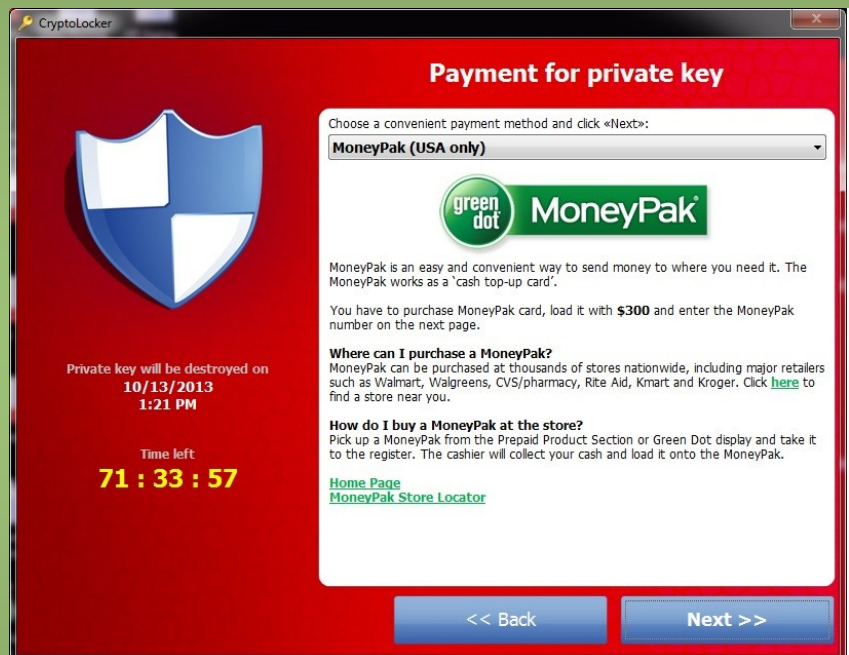 CryptoLocker
Payment for private key
Choose a convenient payment method and click «Next»:
MoneyPak (USA only)
green dot MoneyPak®
MoneyPak is an easy and convenient way to send money to where you need it. The
MoneyPak works as a ‘cash top-up card’.
You have to purchase MoneyPak card, load it with $300 and enter the MoneyPak
number on the next page.
Where can I purchase a MoneyPak?
MoneyPak can be purchased at thousands of stores nationwide, including major retailers
such as Walmart, Walgreens, CVS/pharmacy, Rite Aid, Kmart and Kroger. Click here to
find a store near you.
How do I buy a MoneyPak at the store?
Pick up a MoneyPak from the Prepaid Product Section or Green Dot display and take it
to the register. The cashier will collect your cash and load it onto the MoneyPak.
Home Page
MoneyPak Store Locator
Private key will be destroyed on
10/13/2013
1:21 PM
Time left
71 : 33 : 57
<< Back
Next >>